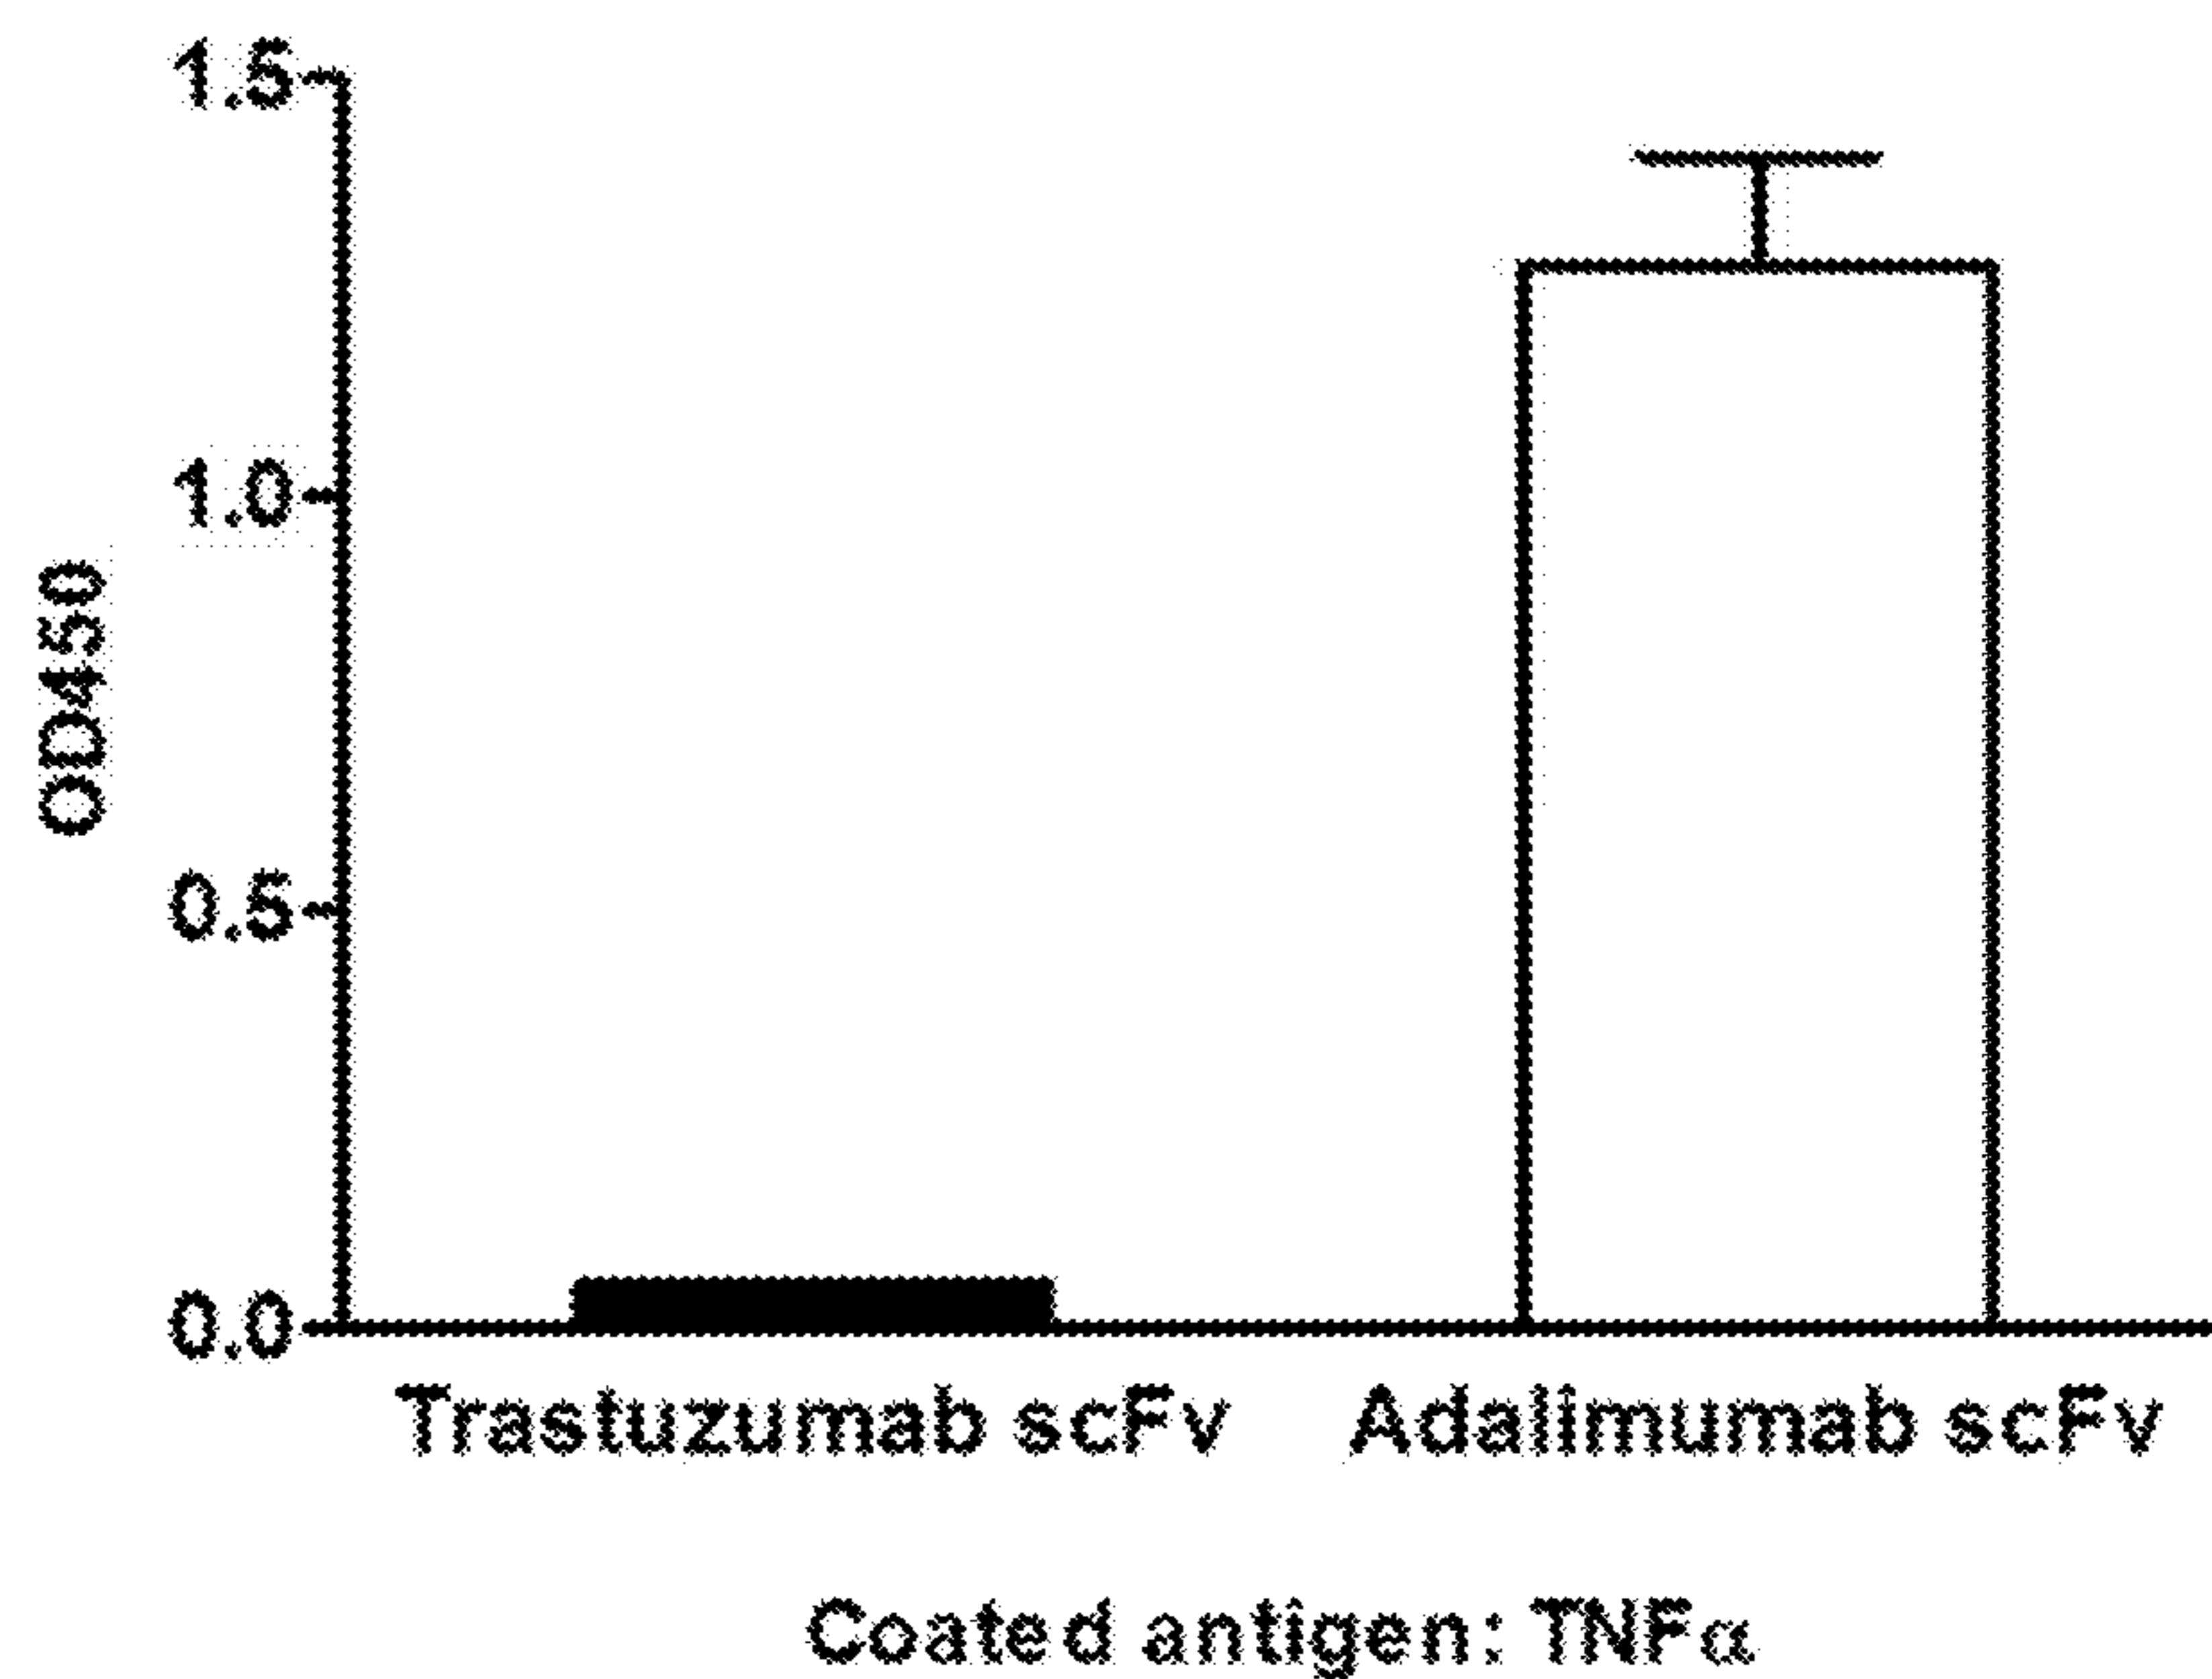 1.5
1.0
OD450
0.5
0.0
Trastuzumab scFv Adalimumab scFv
Coated antigen: TNFα